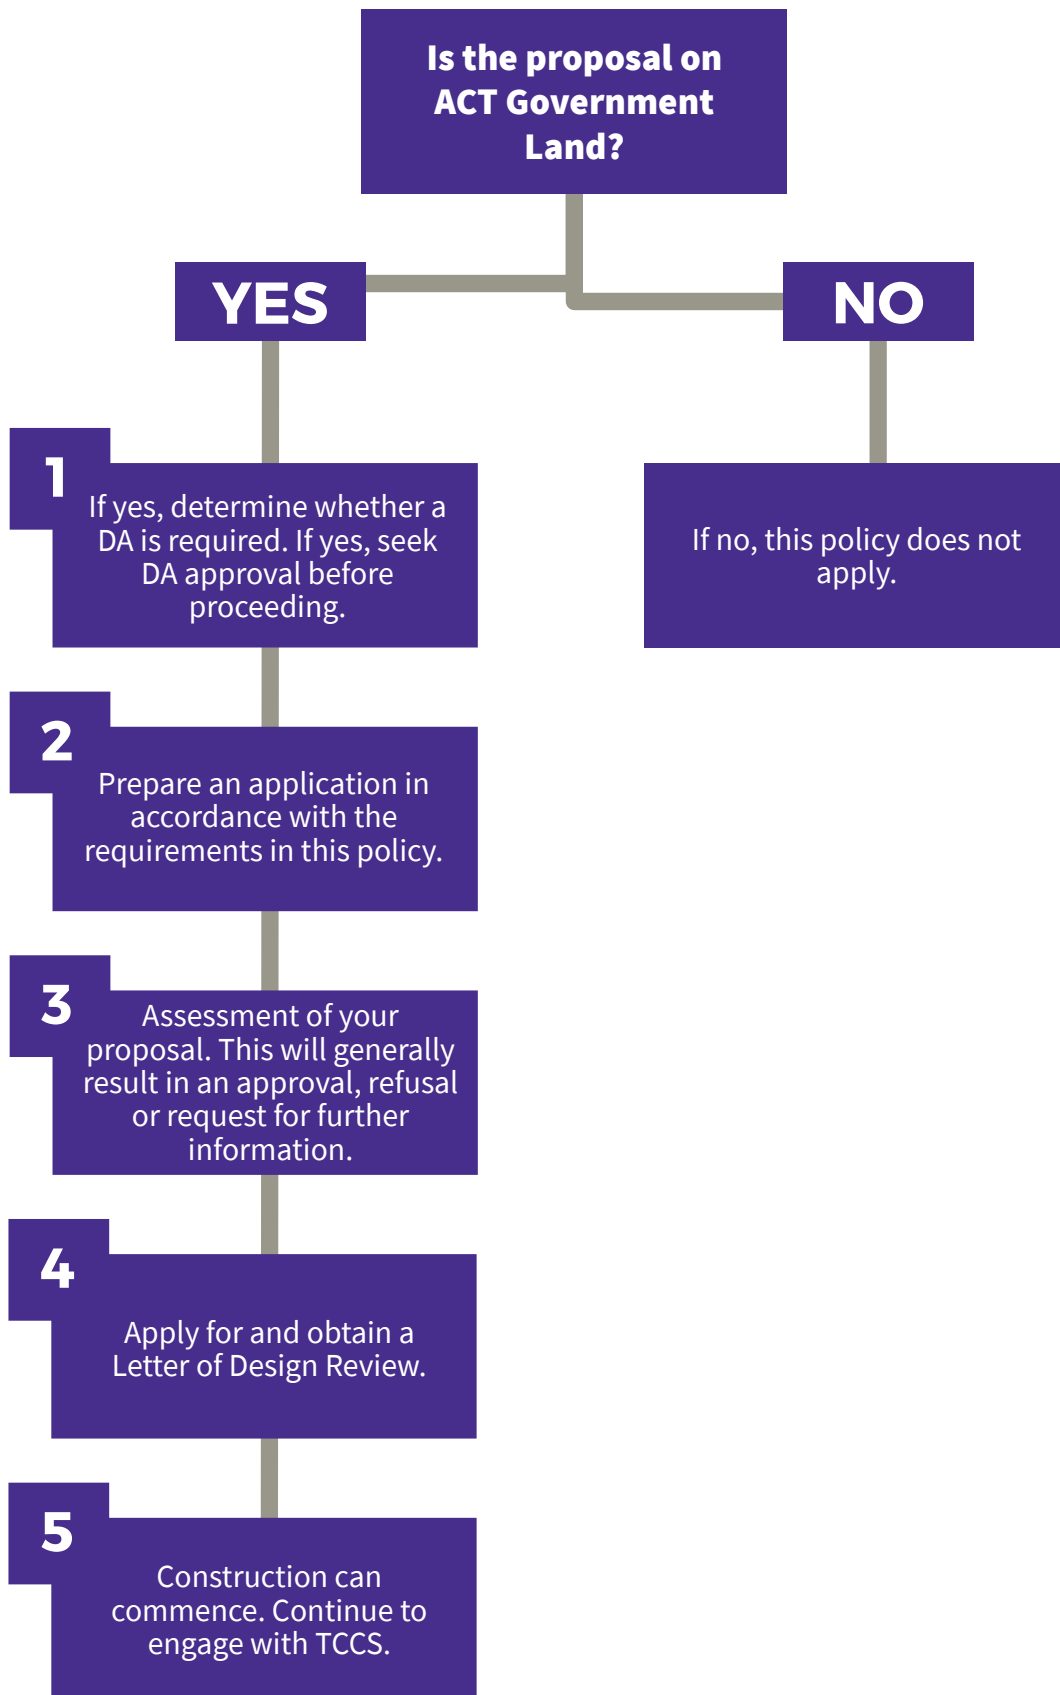 Is the proposal on
ACT Government
Land?
YES
NO
1
If yes, determine whether a
DA is required. If yes, seek
DA approval before
proceeding.
If no, this policy does not
apply.
2
Prepare an application in
accordance with the
requirements in this policy.
3
Assessment of your
proposal. This will generally
result in an approval, refusal
or request for further
information.
4
Apply for and obtain a
Letter of Design Review.
5
Construction can
commence. Continue to
engage with TCCS.